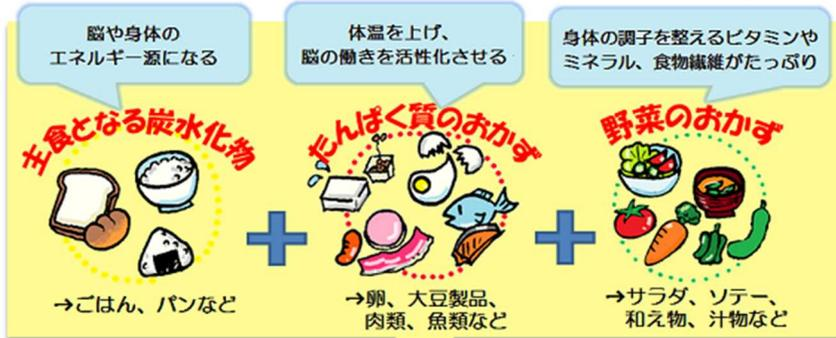 脳や身体の
エネルギー源になる
主食となる炭水化物
→ごはん、パンなど
体温を上げ、
脳の働きを活性化させる
たんぱく質のおかず
→卵、大豆製品、
肉類、魚類など
身体の調子を整えるビタミンや
ミネラル、食物繊維がたっぷり
野菜のおかず
→サラダ、ソテー、
和え物、汁物など